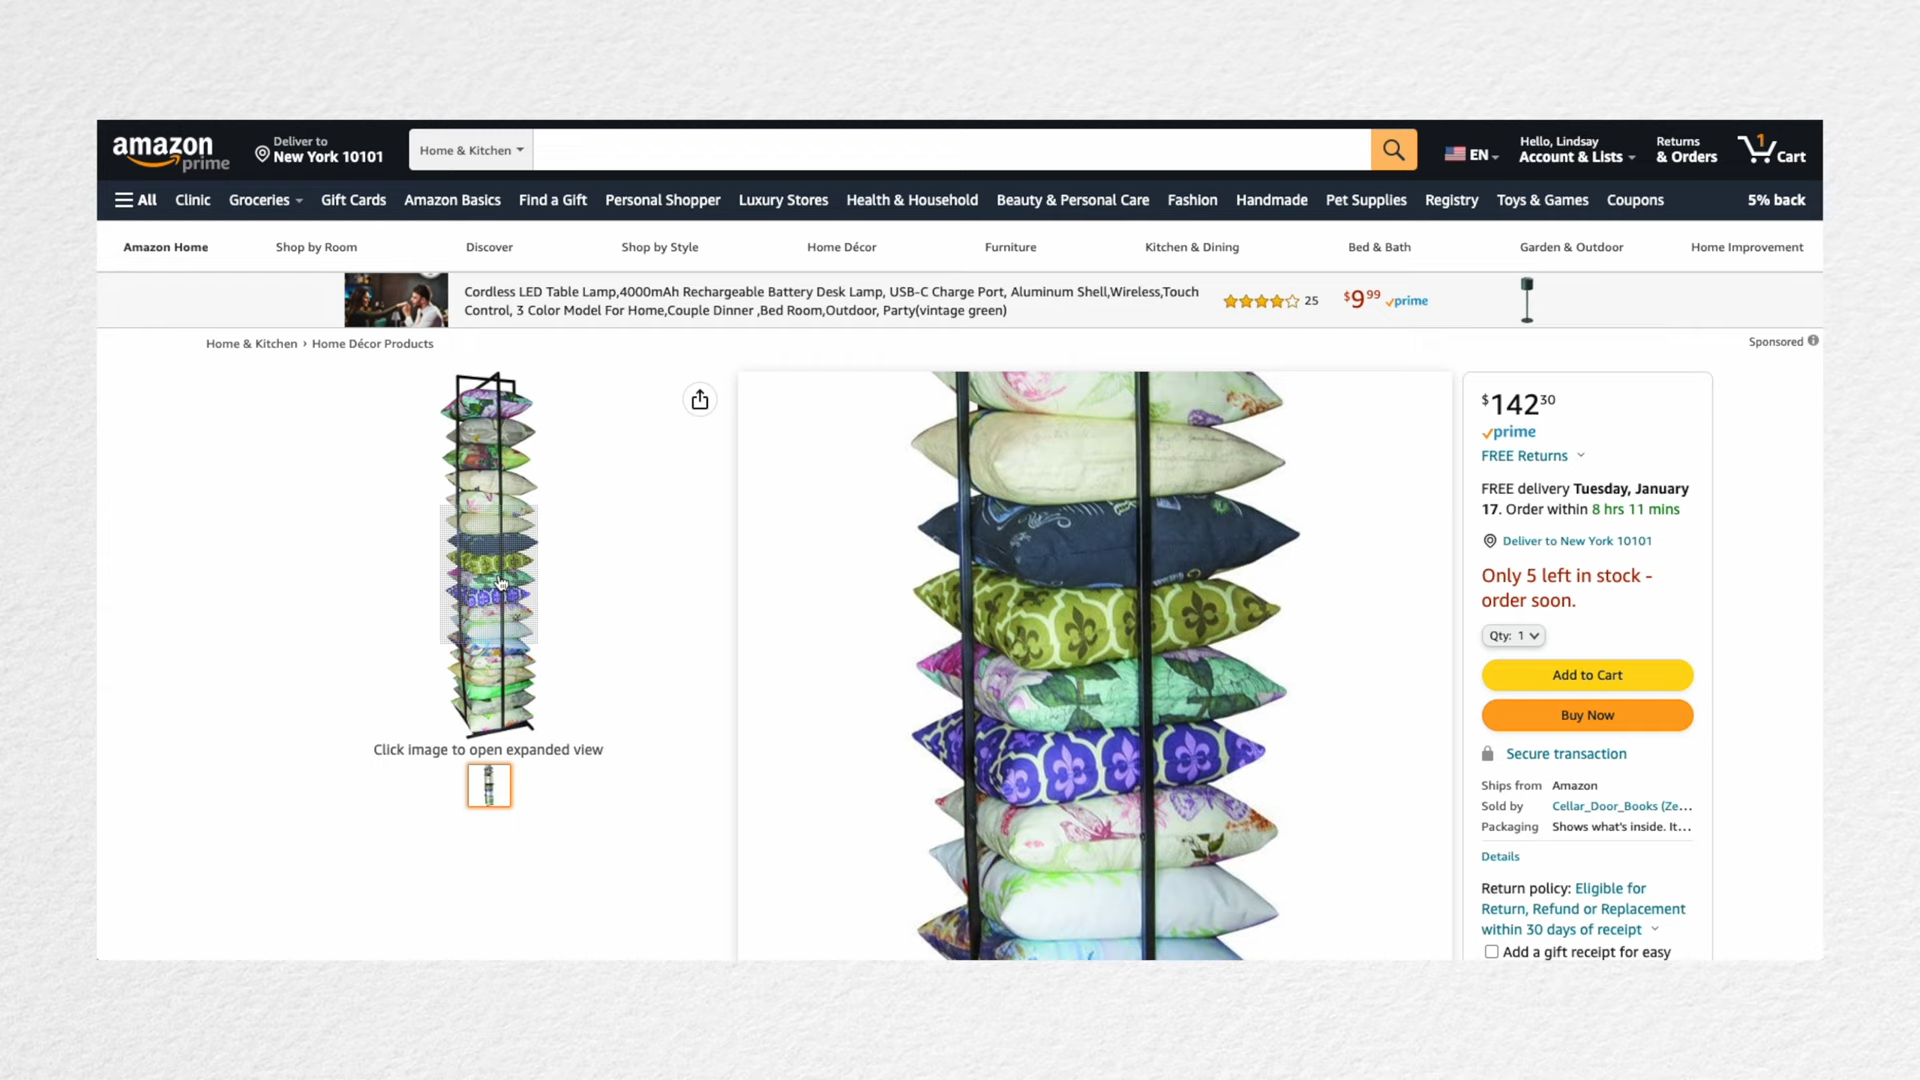 amazon prime
Deliver to
New York 10101
Home & Kitchen
EN
Hello, Lindsay
Account & Lists
Returns
& Orders
1
Cart
All Clinic Groceries Gift Cards Amazon Basics Find a Gift Personal Shopper Luxury Stores Health & Household Beauty & Personal Care Fashion Handmade Pet Supplies Registry Toys & Games Coupons 5% back
Amazon Home Shop by Room Discover Shop by Style Home Décor Furniture Kitchen & Dining Bed & Bath Garden & Outdoor Home Improvement
Cordless LED Table Lamp,4000mAh Rechargeable Battery Desk Lamp, USB-C Charge Port, Aluminum Shell,Wireless,Touch
Control, 3 Color Model For Home,Couple Dinner ,Bed Room,Outdoor, Party(vintage green)
25
$9 99 prime
Home & Kitchen › Home Décor Products
Sponsored
Click image to open expanded view
$142 30
prime
FREE Returns
FREE delivery Tuesday, January
17. Order within 8 hrs 11 mins
Deliver to New York 10101
Only 5 left in stock -
order soon.
Qty: 1
Add to Cart
Buy Now
Secure transaction
Ships from Amazon
Sold by Cellar_Door_Books (Ze...
Packaging Shows what's inside. It...
Details
Return policy: Eligible for
Return, Refund or Replacement
within 30 days of receipt
Add a gift receipt for easy